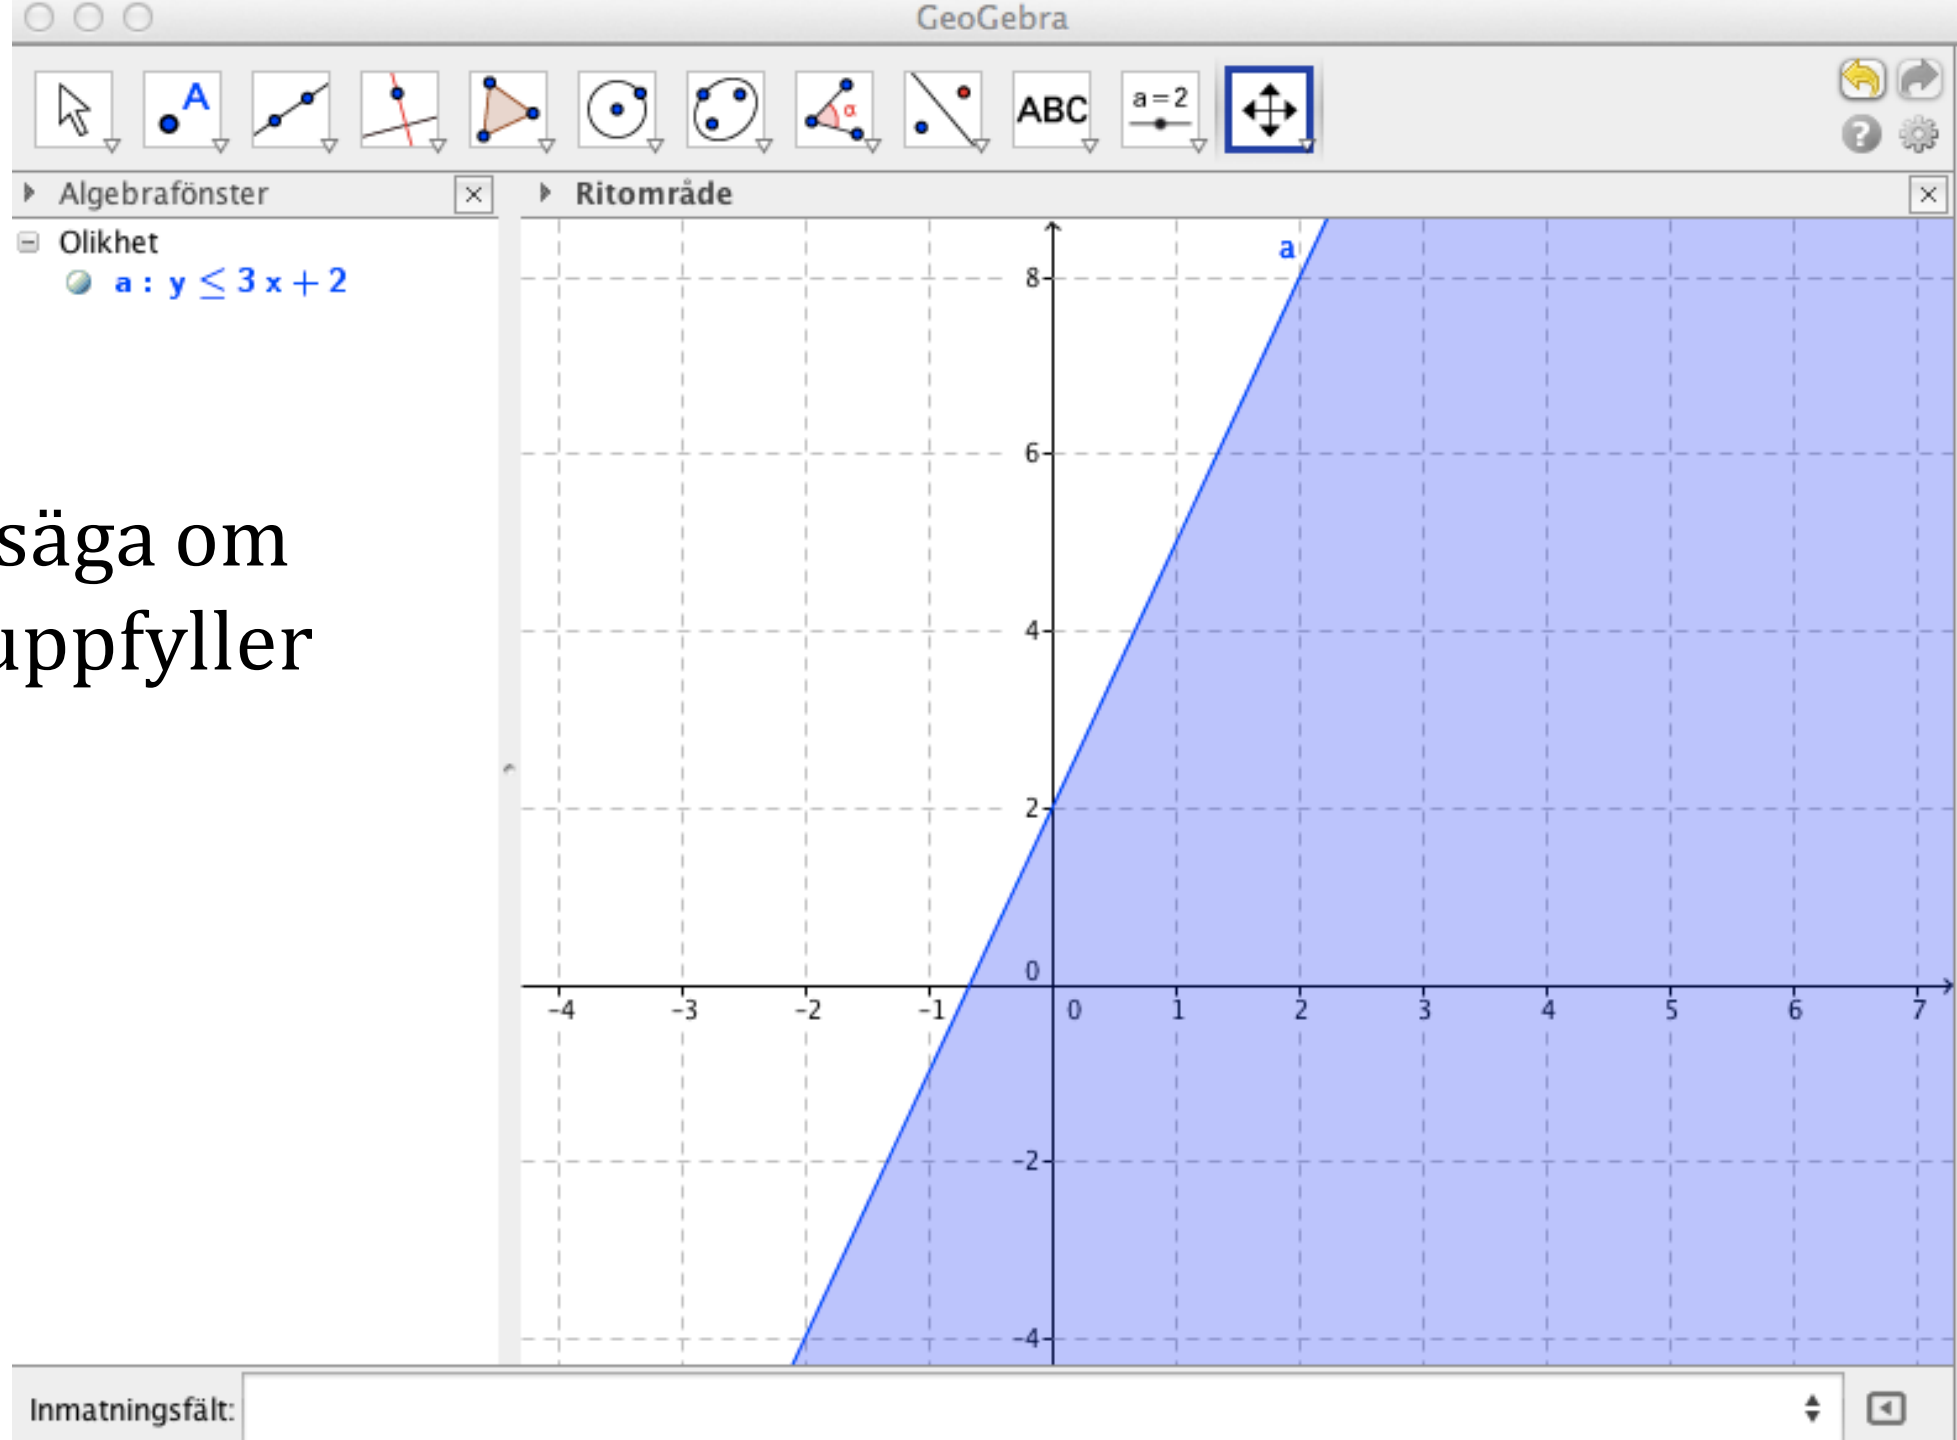 GeoGebra
A
α
ABC
a=2
Algebrafönster
Ritområde
Olikhet
a : y ≤ 3 x + 2
säga om
uppfyller
a
8
6
4
2
0
-4 -3 -2 -1 0 1 2 3 4 5 6 7
-2
-4
Inmatningsfält: